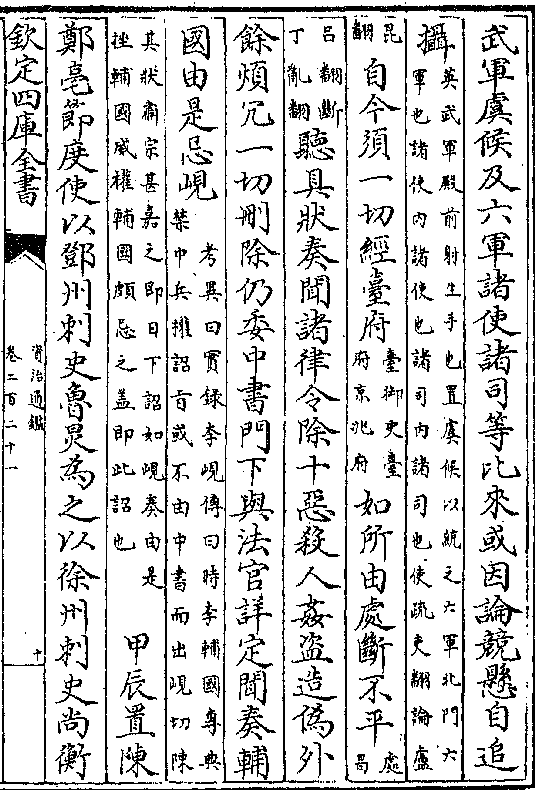 武軍虞候及六軍諸使諸司等比來或因論競懸自追
攝
英武軍殿前射生手也置虞候以統之六軍北門六
軍也諸使内諸使也諸司内諸司也使疏吏翻論盧
昆
翻
自今須一切經臺府
臺御史臺
府京兆府
如所由處斷不平
處
昌
吕翻斷
丁亂翻
聽具狀奏聞諸律令除十惡殺人姦盜造偽外
餘煩冗一切刪除仍委中書門下與法官詳定聞奏輔
國由是忌峴
考異曰實録李峴傳曰時李輔國專典
禁中兵權詔旨或不由中書而出峴切陳
其狀肅宗甚嘉之即日下詔如峴奏由是
挫輔國威權輔國頗忌之蓋即此詔也
甲辰置陳
鄭亳節度使以鄧州刺史魯炅為之以徐州刺史尚衡
欽定四庫全書
資治通鑑
卷二百二十一
十